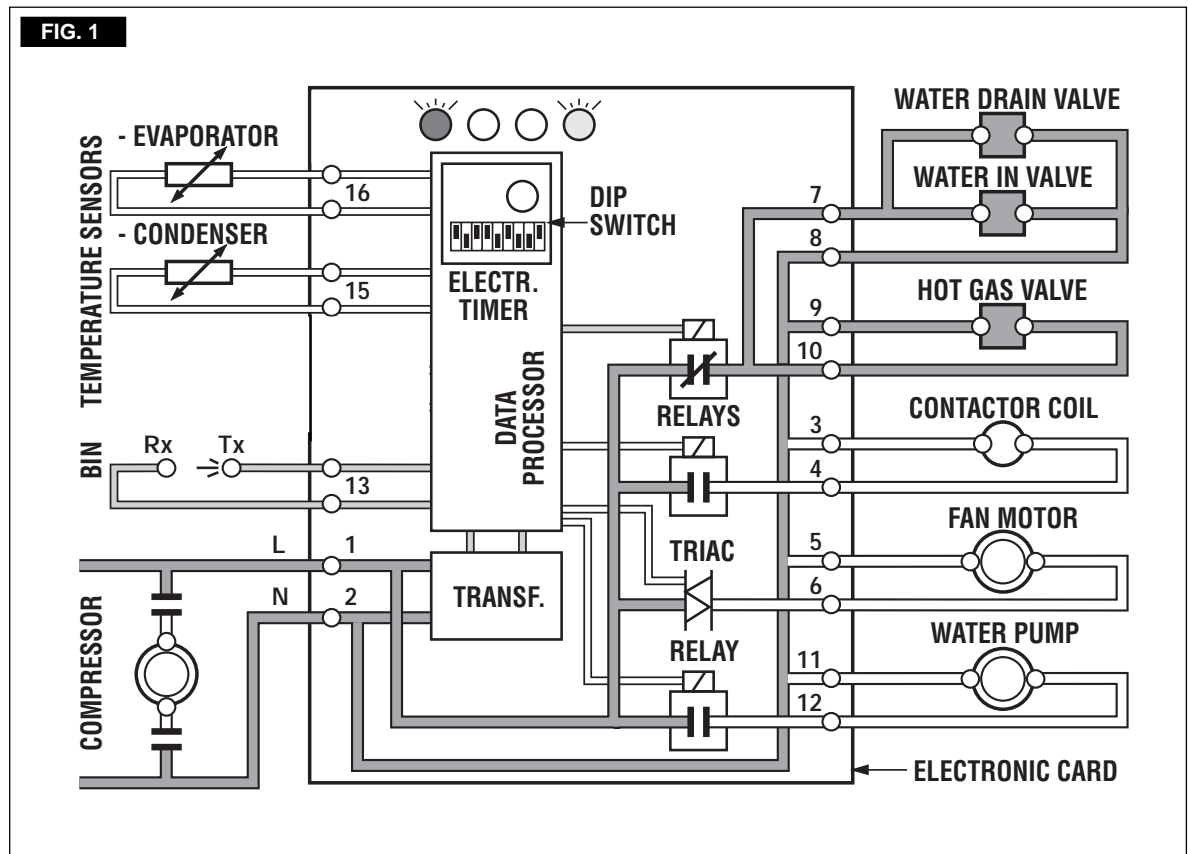 FIG. 1
TEMPERATURE SENSORS
- EVAPORATOR
16
- CONDENSER
15
BIN
Rx
Tx
13
L
1
N
2
COMPRESSOR
DIP
SWITCH
ELECTR.
TIMER
DATA
PROCESSOR
TRANSF.
RELAYS
TRIAC
RELAY
WATER DRAIN VALVE
WATER IN VALVE
7
8
HOT GAS VALVE
9
10
CONTACTOR COIL
3
4
FAN MOTOR
5
6
WATER PUMP
11
12
ELECTRONIC CARD